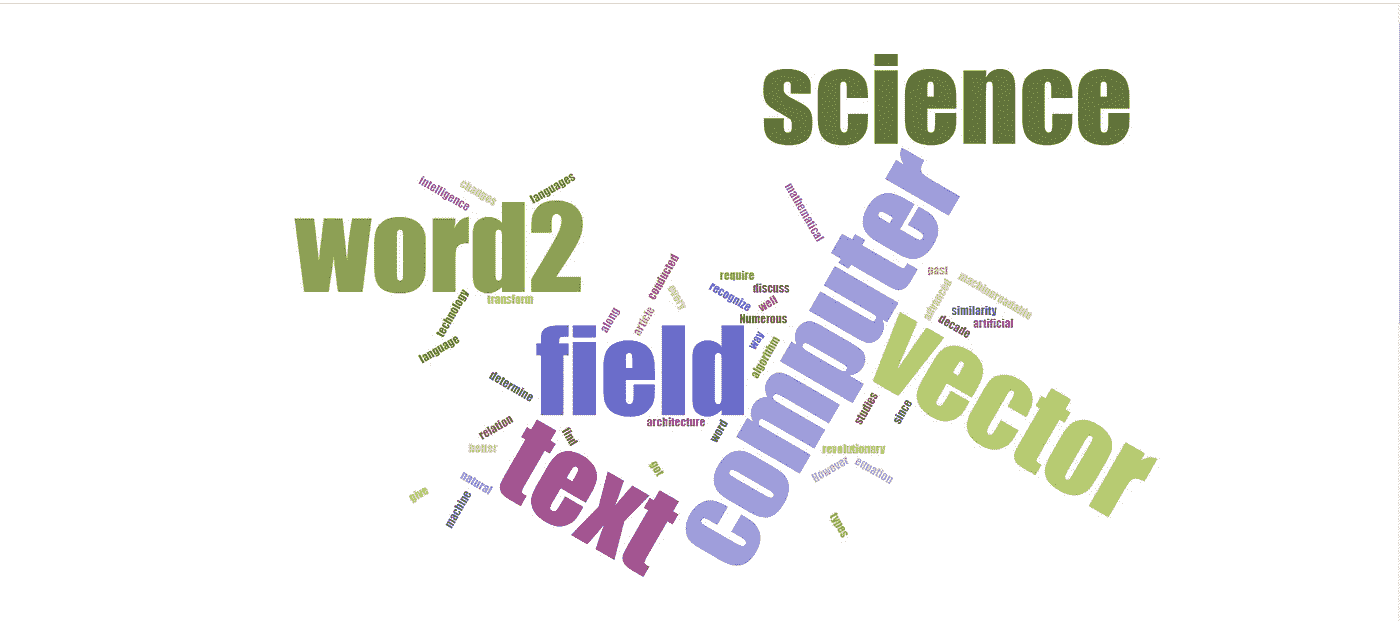 science
computer
mathematical
intelligence
changes
languages
word2
technology
transform
language
conducted
every
require
discuss
recognize
well
Numerous
past
machinereadable
advanced
similarity
decade
artificial
along
article
way
algorithm
field
vector
determine
architecture
word
studies
since
relation
better
find
text
got
revolutionary
However
equation
natural
give
machine
types